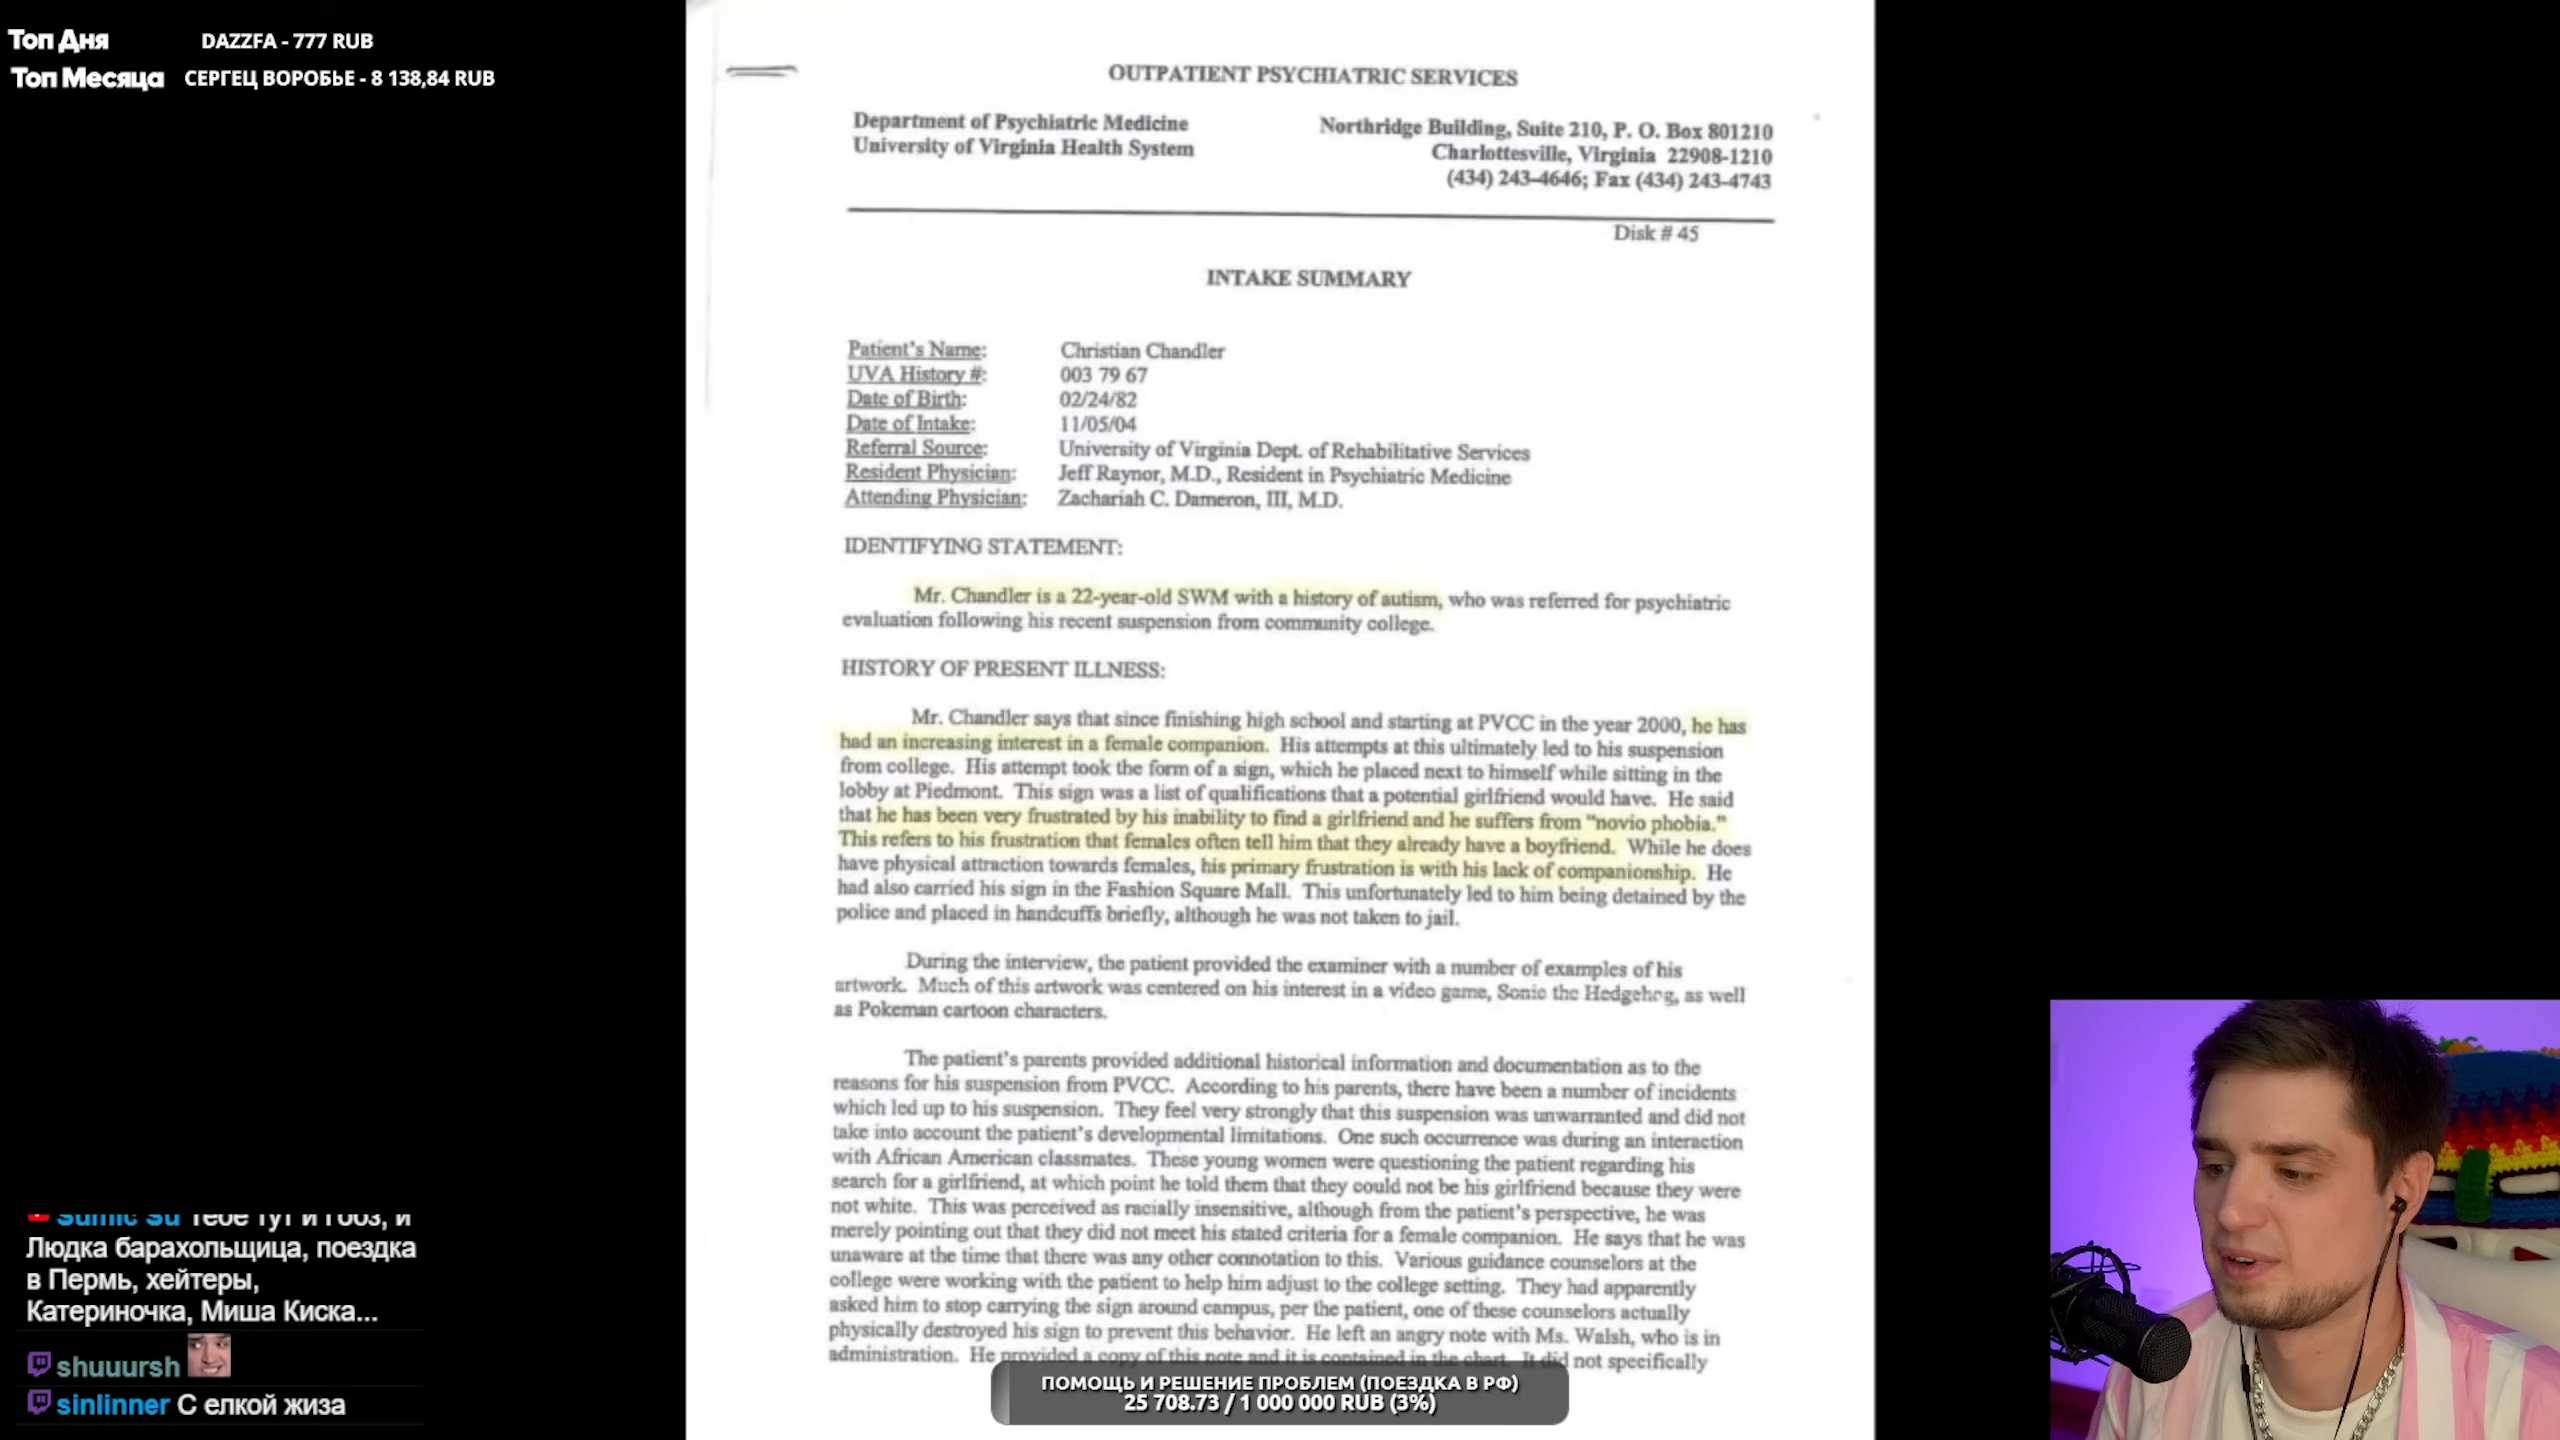 Топ Дня DAZZFA - 777 RUB
Топ Месяца СЕРГЕЦ ВОРОБЬЕ - 8 138,84 RUB
OUTPATIENT PSYCHIATRIC SERVICES
Department of Psychiatric Medicine
University of Virginia Health System
Northridge Building, Suite 210, P. O. Box 801210
Charlottesville, Virginia 22908-1210
(434) 243-4646; Fax (434) 243-4743
Disk # 45
INTAKE SUMMARY
Patient's Name: Christian Chandler
UVA History #: 003 79 67
Date of Birth: 02/24/82
Date of Intake: 11/05/04
Referral Source: University of Virginia Dept. of Rehabilitative Services
Resident Physician: Jeff Raynor, M.D., Resident in Psychiatric Medicine
Attending Physician: Zachariah C. Dameron, III, M.D.
IDENTIFYING STATEMENT:
Mr. Chandler is a 22-year-old SWM with a history of autism, who was referred for psychiatric
evaluation following his recent suspension from community college.
HISTORY OF PRESENT ILLNESS:
Mr. Chandler says that since finishing high school and starting at PVCC in the year 2000, he has
had an increasing interest in a female companion. His attempts at this ultimately led to his suspension
from college. His attempt took the form of a sign, which he placed next to himself while sitting in the
lobby at Piedmont. This sign was a list of qualifications that a potential girlfriend would have. He said
that he has been very frustrated by his inability to find a girlfriend and he suffers from "novio phobia."
This refers to his frustration that females often tell him that they already have a boyfriend. While he does
have physical attraction towards females, his primary frustration is with his lack of companionship. He
had also carried his sign in the Fashion Square Mall. This unfortunately led to him being detained by the
police and placed in handcuffs briefly, although he was not taken to jail.
During the interview, the patient provided the examiner with a number of examples of his
artwork. Much of this artwork was centered on his interest in a video game, Sonic the Hedgehog, as well
as Pokeman cartoon characters.
The patient's parents provided additional historical information and documentation as to the
reasons for his suspension from PVCC. According to his parents, there have been a number of incidents
which led up to his suspension. They feel very strongly that this suspension was unwarranted and did not
take into account the patient's developmental limitations. One such occurrence was during an interaction
with African American classmates. These young women were questioning the patient regarding his
search for a girlfriend, at which point he told them that they could not be his girlfriend because they were
not white. This was perceived as racially insensitive, although from the patient's perspective, he was
merely pointing out that they did not meet his stated criteria for a female companion. He says that he was
unaware at the time that there was any other connotation to this. Various guidance counselors at the
college were working with the patient to help him adjust to the college setting. They had apparently
asked him to stop carrying the sign around campus, per the patient, one of these counselors actually
physically destroyed his sign to prevent this behavior. He left an angry note with Ms. Walsh, who is in
administration. He provided a copy of this note and it is contained in the chart. It did not specifically
Sumic Su Тебе тут и Гооз, и
Людка барахольщица, поездка
в Пермь, хейтеры,
Катериночка, Миша Киска...
shuuursh
sinlinner С елкой жиза
ПОМОЩЬ И РЕШЕНИЕ ПРОБЛЕМ (ПОЕЗДКА В РФ)
25 708.73 / 1 000 000 RUB (3%)